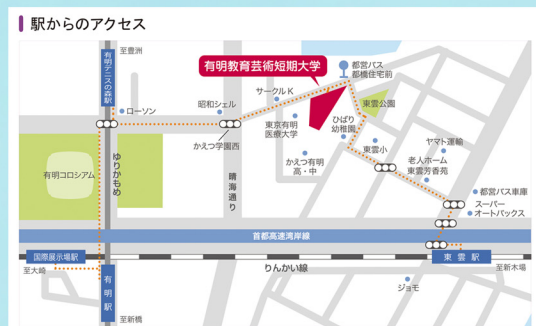 駅からのアクセス
至豊洲
有明テニスの森駅
ローソン
昭和シェル
サークルK
有明教育芸術短期大学
都営バス
都橋住宅前
東雲公園
かえつ学園西
東京有明
医療大学
ひばり
幼稚園
かえつ有明
高・中
東雲小
ヤマト運輸
老人ホーム
東雲芳香苑
有明コロシアム
ゆりかもめ
晴海通り
都営バス車庫
スーパー
オートバックス
首都高速湾岸線
国際展示場駅
至大崎
有明駅
りんかい線
東雲駅
至新木場
ジョモ
至新橋